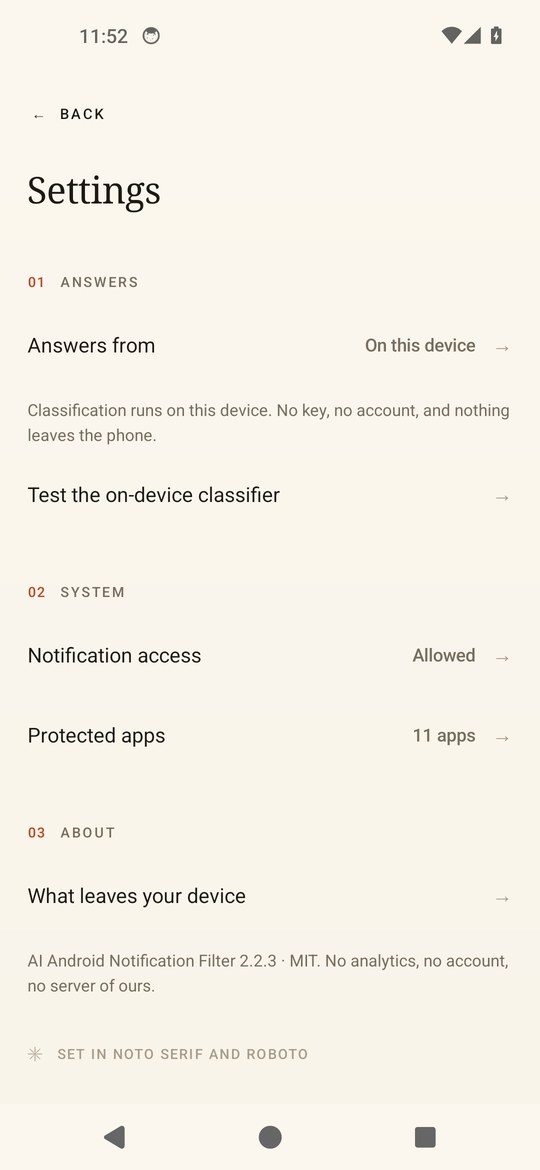 11:52
← BACK
Settings
01 ANSWERS
Answers from On this device →
Classification runs on this device. No key, no account, and nothing
leaves the phone.
Test the on-device classifier →
02 SYSTEM
Notification access Allowed →
Protected apps 11 apps →
03 ABOUT
What leaves your device →
AI Android Notification Filter 2.2.3 · MIT. No analytics, no account,
no server of ours.
SET IN NOTO SERIF AND ROBOTO